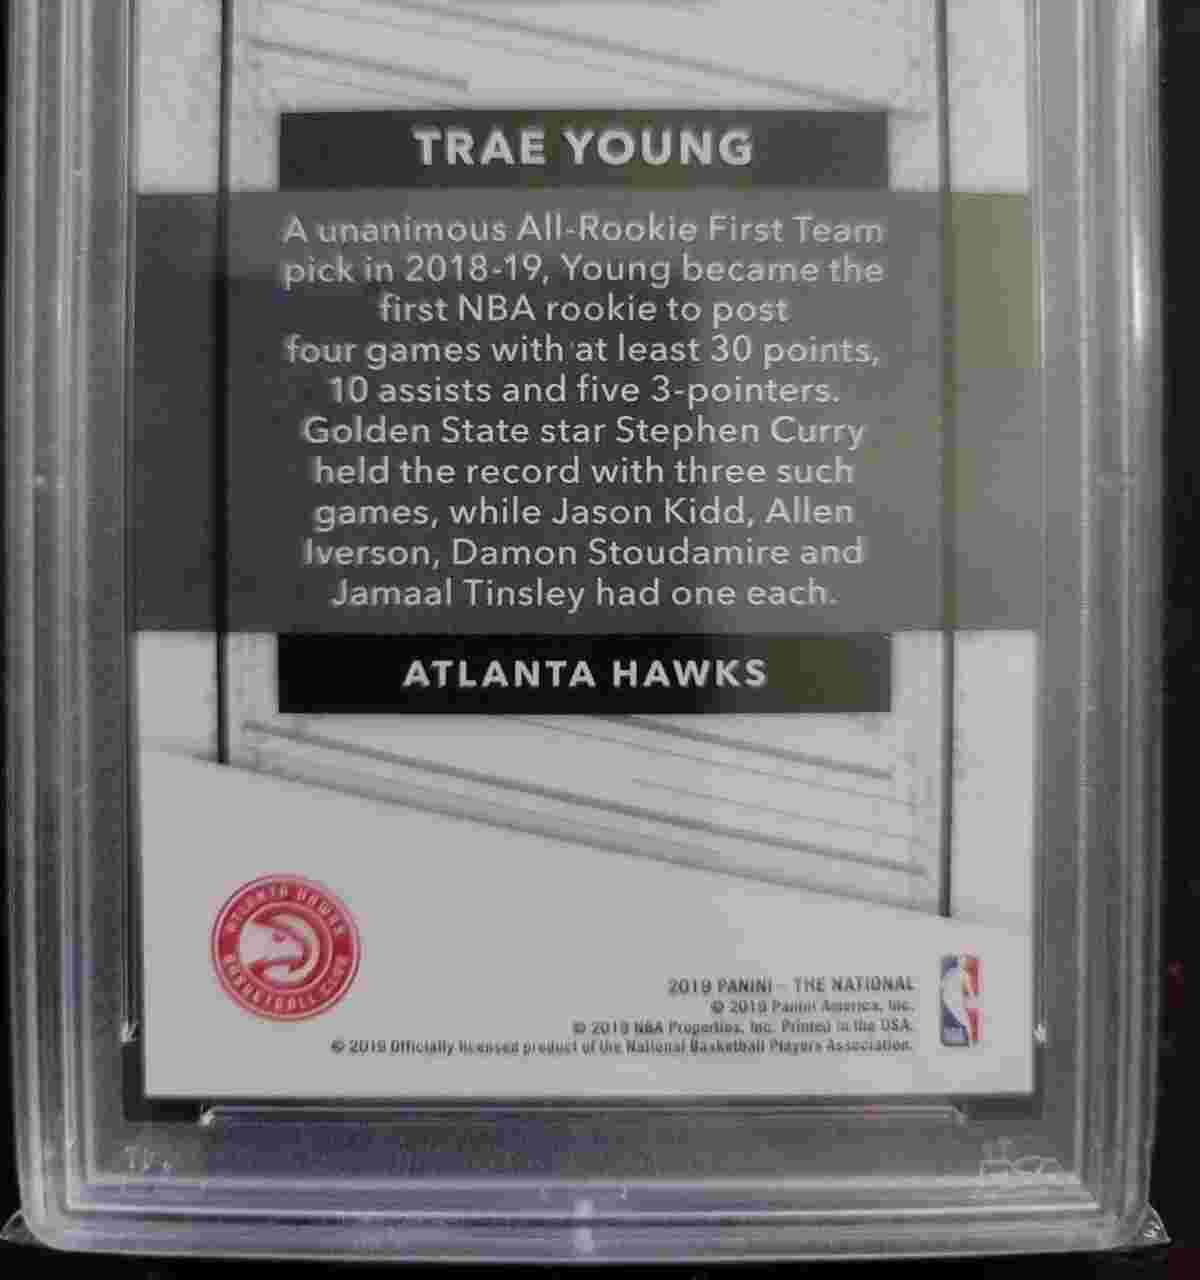 TRAE YOUNG
A unanimous All-Rookie First Team
pick in 2018-19, Young became the
first NBA rookie to post
four games with at least 30 points,
10 assists and five 3-pointers.
Golden State star Stephen Curry
held the record with three such
games, while Jason Kidd, Allen
Iverson, Damon Stoudamire and
Jamaal Tinsley had one each.
ATLANTA HAWKS
ATLANTA HAWKS
BASKETBALL CLUB
2019 PANINI - THE NATIONAL
© 2019 Panini America, Inc.
© 2019 NBA Properties, Inc. Printed in the USA.
© 2019 Officially licensed product of the National Basketball Players Association.